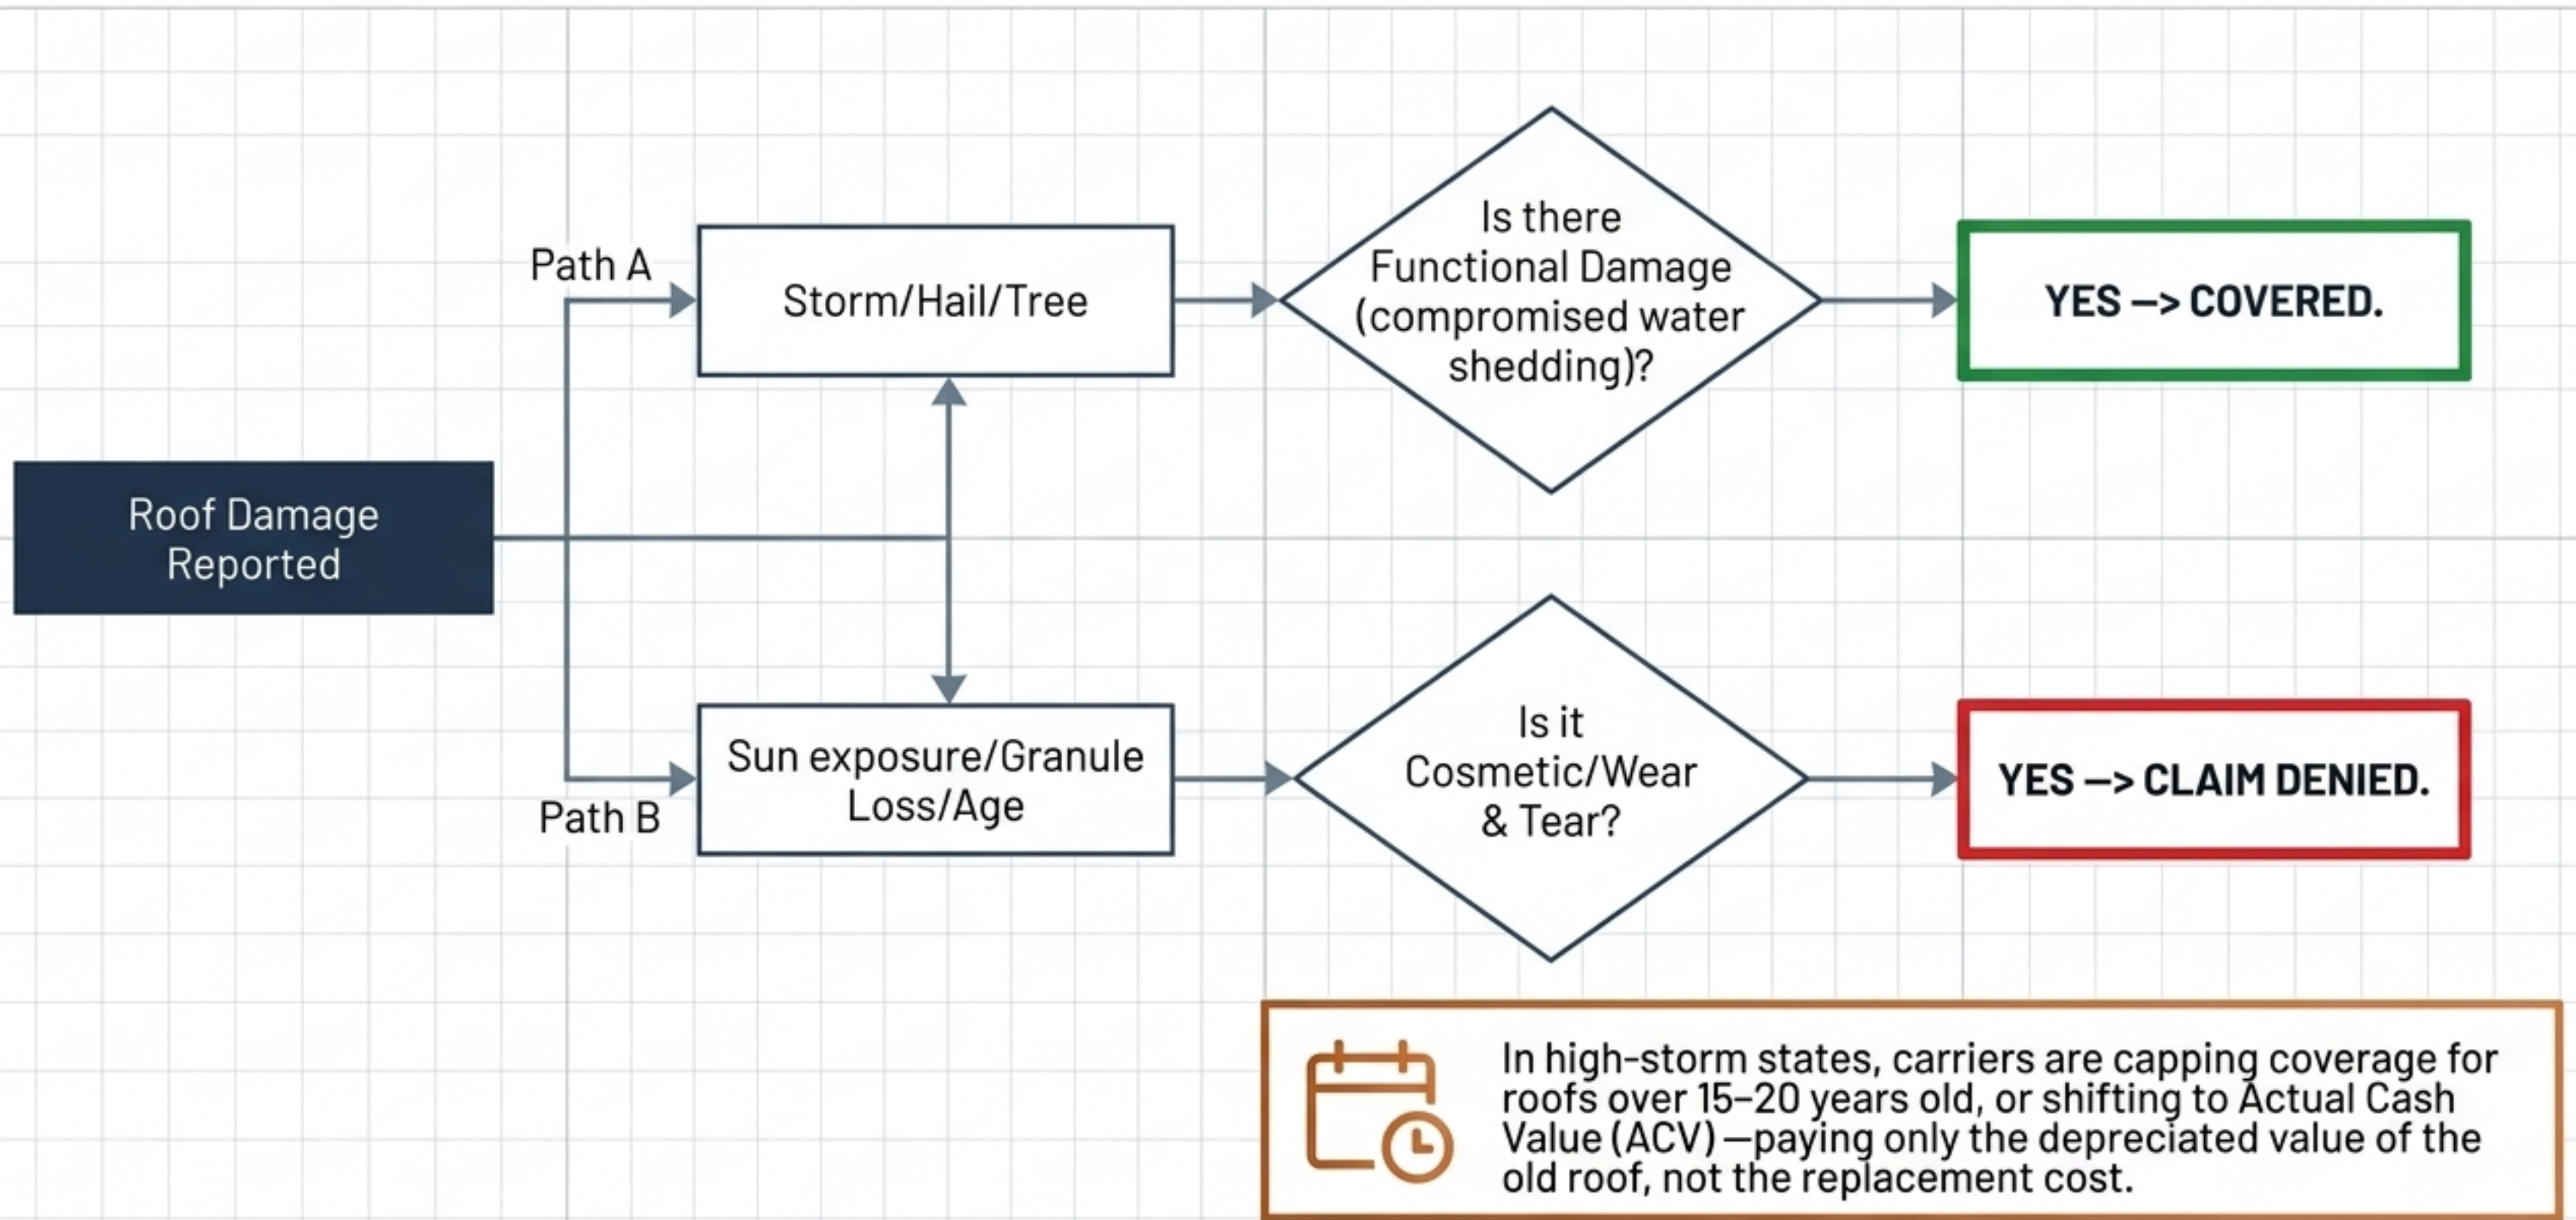 Roof Damage
Reported
Path A
Storm/Hail/Tree
Is there
Functional Damage
(compromised water
shedding)?
YES —> COVERED.
Path B
Sun exposure/Granule
Loss/Age
Is it
Cosmetic/Wear
& Tear?
YES —> CLAIM DENIED.
In high-storm states, carriers are capping coverage for
roofs over 15–20 years old, or shifting to Actual Cash
Value (ACV) —paying only the depreciated value of the
old roof, not the replacement cost.